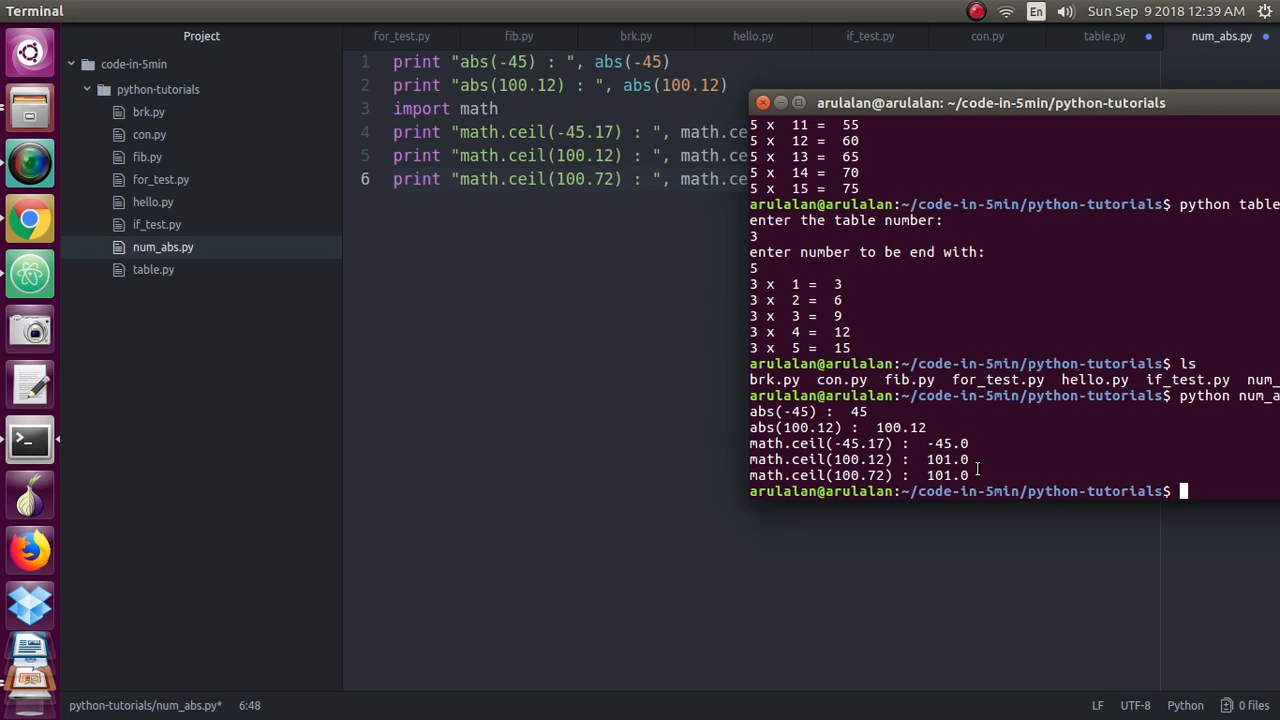 Terminal
En
Sun Sep 9 2018 12:39 AM
Project
for_test.py
fib.py
brk.py
hello.py
if_test.py
con.py
table.py
num_abs.py
code-in-5min
python-tutorials
brk.py
con.py
fib.py
for_test.py
hello.py
if_test.py
num_abs.py
table.py
1 print "abs(-45) : ", abs(-45)
2 print "abs(100.12) : ", abs(100.12)
3 import math
4 print "math.ceil(-45.17) : ", math.ce
5 print "math.ceil(100.12) : ", math.ce
6 print "math.ceil(100.72) : ", math.ce
arulalan@arulalan: ~/code-in-5min/python-tutorials
5 x  11 =  55
5 x  12 =  60
5 x  13 =  65
5 x  14 =  70
5 x  15 =  75
arulalan@arulalan:~/code-in-5min/python-tutorials$ python table
enter the table number:
3
enter number to be end with:
5
3 x  1 =  3
3 x  2 =  6
3 x  3 =  9
3 x  4 =  12
3 x  5 =  15
arulalan@arulalan:~/code-in-5min/python-tutorials$ ls
brk.py  con.py  fib.py  for_test.py  hello.py  if_test.py  num_
arulalan@arulalan:~/code-in-5min/python-tutorials$ python num_a
abs(-45) :  45
abs(100.12) :  100.12
math.ceil(-45.17) :  -45.0
math.ceil(100.12) :  101.0
math.ceil(100.72) :  101.0
arulalan@arulalan:~/code-in-5min/python-tutorials$
python-tutorials/num_abs.py* 6:48
LF UTF-8 Python 0 files